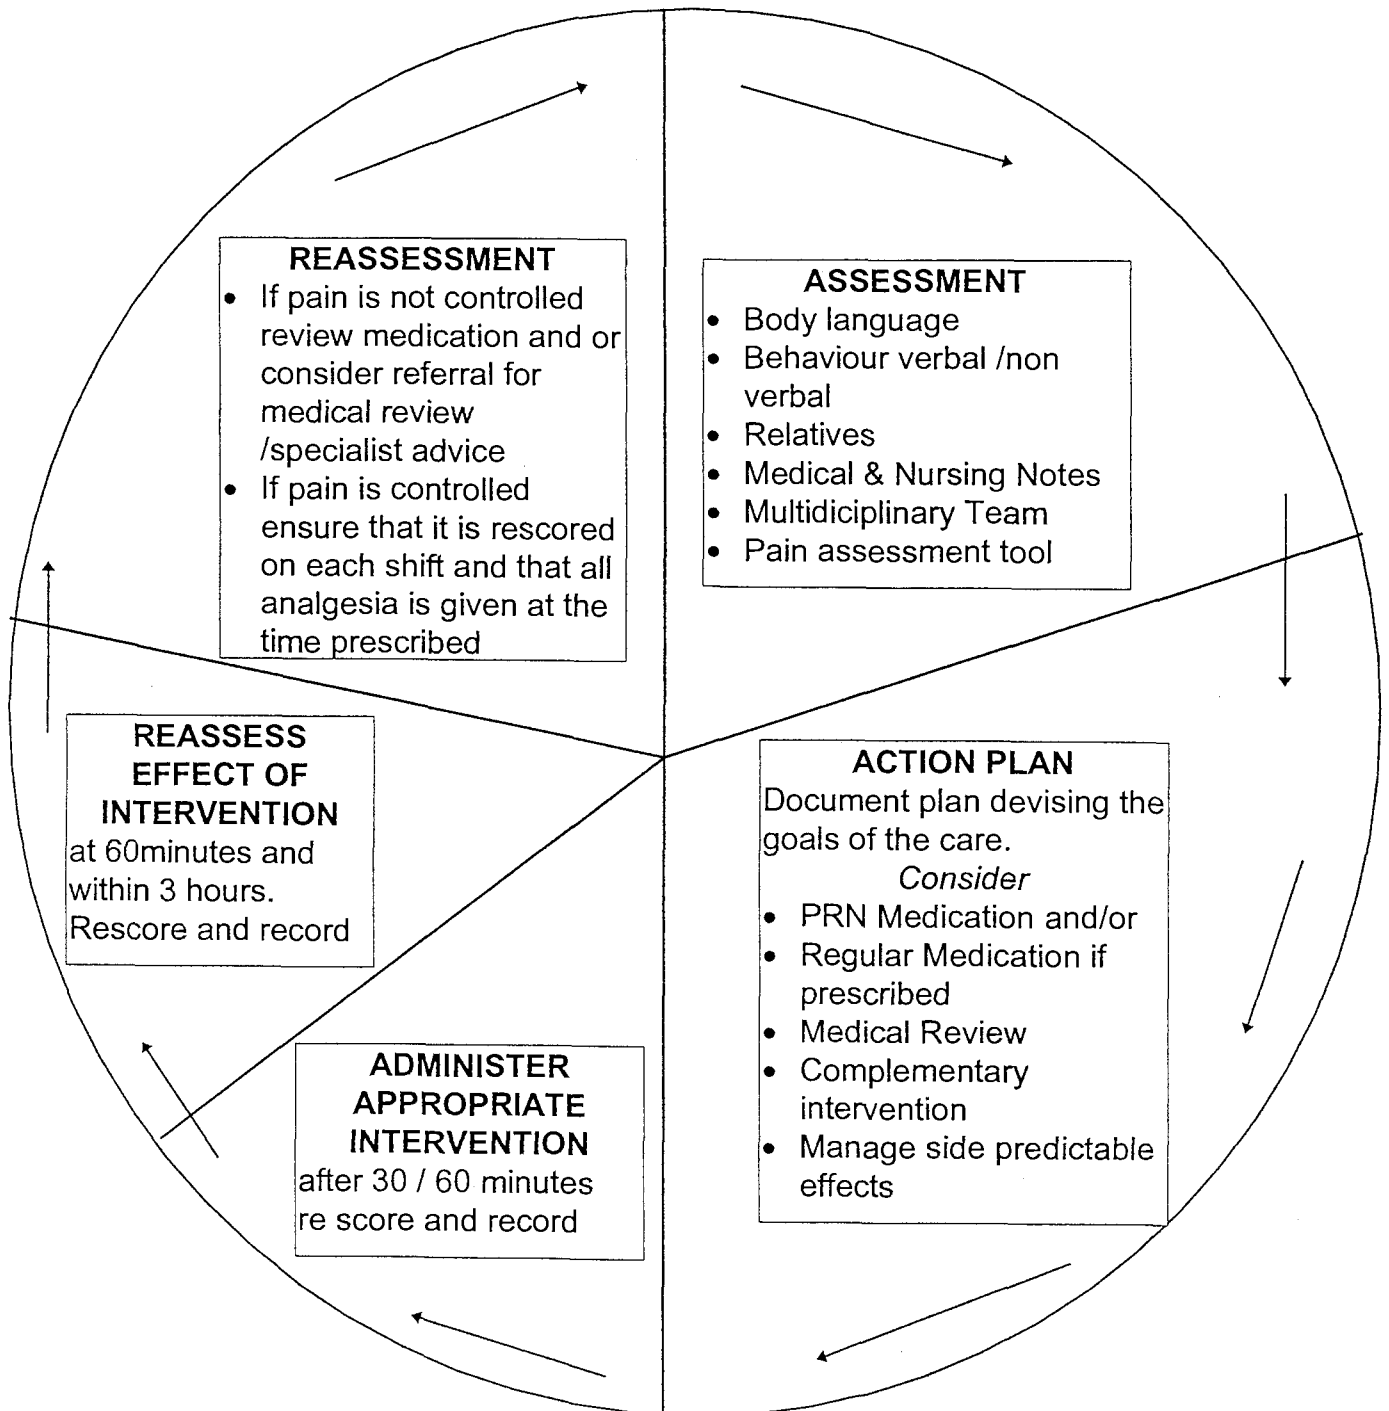 REASSESSMENT
• If pain is not controlled
review medication and or
consider referral for
medical review
/specialist advice
• If pain is controlled
ensure that it is rescored
on each shift and that all
analgesia is given at the
time prescribed
ASSESSMENT
• Body language
• Behaviour verbal /non
verbal
• Relatives
• Medical & Nursing Notes
• Multidiciplinary Team
• Pain assessment tool
ACTION PLAN
Document plan devising the
goals of the care.
Consider
• PRN Medication and/or
• Regular Medication if
prescribed
• Medical Review
• Complementary
intervention
• Manage side predictable
effects
ADMINISTER
APPROPRIATE
INTERVENTION
after 30 / 60 minutes
re score and record
REASSESS
EFFECT OF
INTERVENTION
at 60minutes and
within 3 hours.
Rescore and record